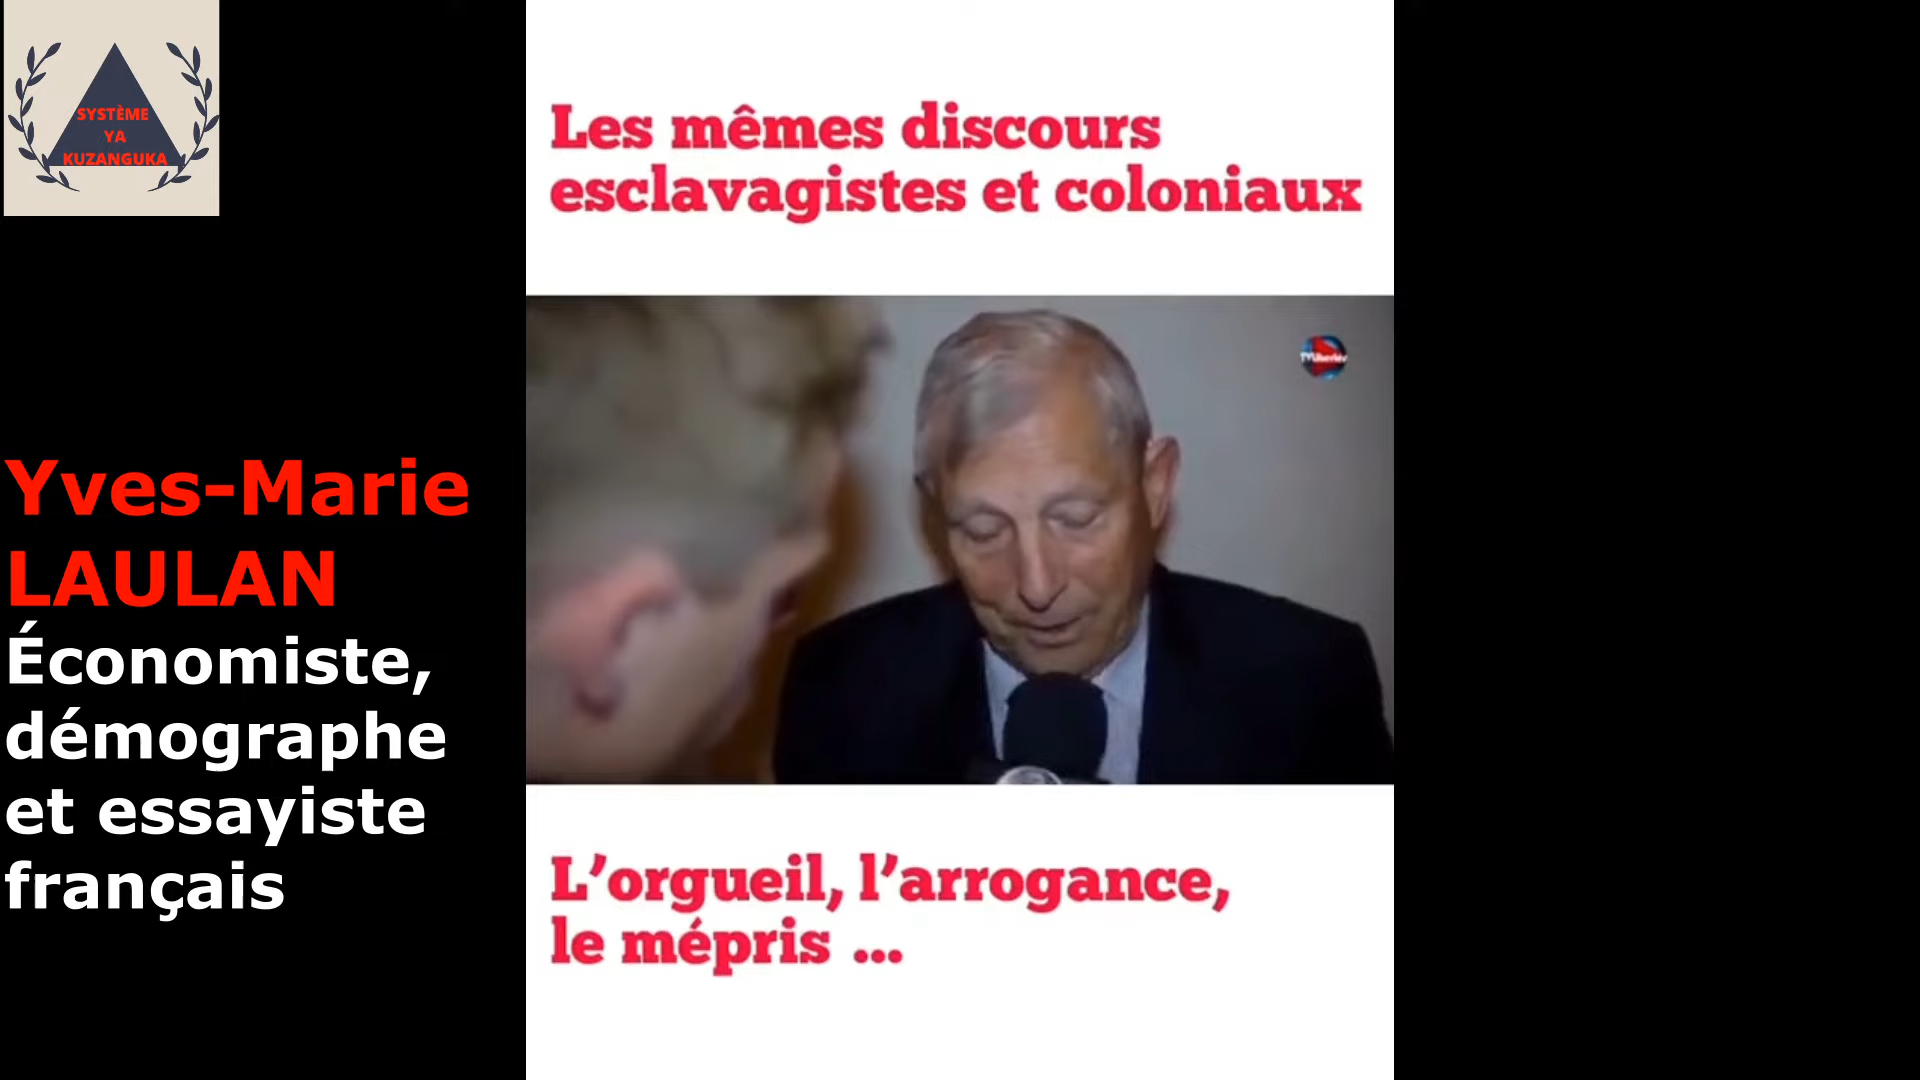 SYSTÈME
YA
KUZANGUKA
Les mêmes discours
esclavagistes et coloniaux
TVLibertés
Yves-Marie
LAULAN
Économiste,
démographe
et essayiste
français
L’orgueil, l’arrogance,
le mépris ...